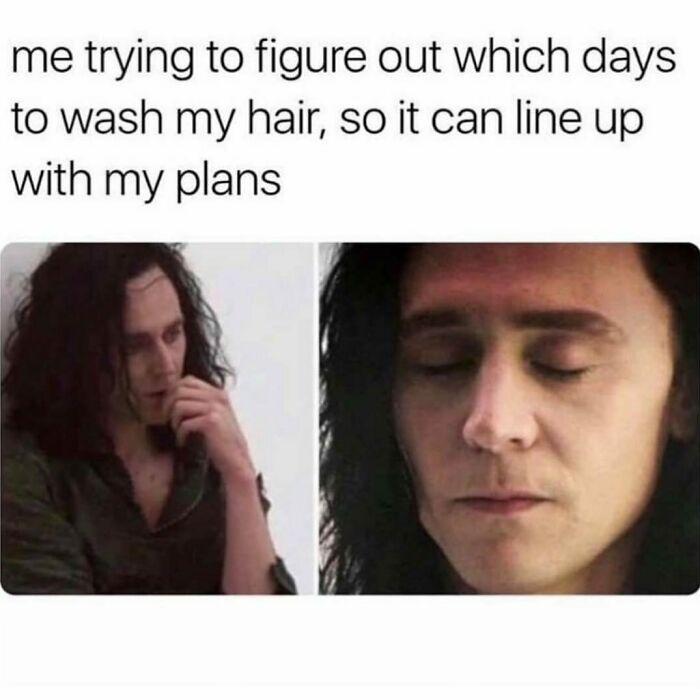 me trying to figure out which days
to wash my hair, so it can line up
with my plans